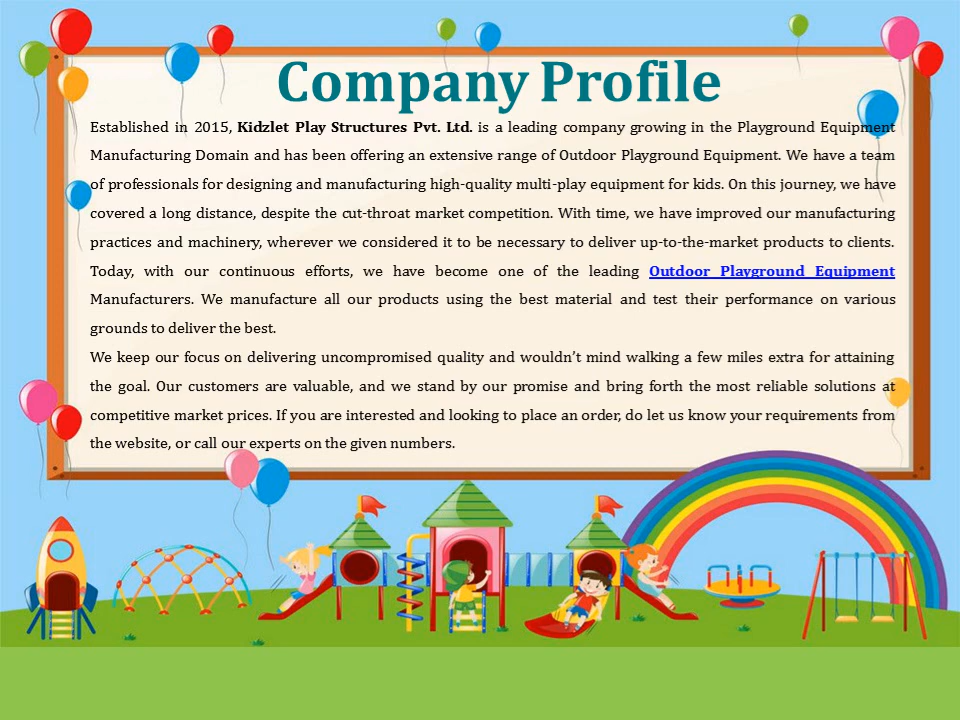 Company Profile
Established in 2015, Kidzlet Play Structures Pvt. Ltd. is a leading company growing in the Playground Equipment
Manufacturing Domain and has been offering an extensive range of Outdoor Playground Equipment. We have a team
of professionals for designing and manufacturing high-quality multi-play equipment for kids. On this journey, we have
covered a long distance, despite the cut-throat market competition. With time, we have improved our manufacturing
practices and machinery, wherever we considered it to be necessary to deliver up-to-the-market products to clients.
Today, with our continuous efforts, we have become one of the leading Outdoor Playground Equipment
Manufacturers. We manufacture all our products using the best material and test their performance on various
grounds to deliver the best.
We keep our focus on delivering uncompromised quality and wouldn’t mind walking a few miles extra for attaining
the goal. Our customers are valuable, and we stand by our promise and bring forth the most reliable solutions at
competitive market prices. If you are interested and looking to place an order, do let us know your requirements from
the website, or call our experts on the given numbers.